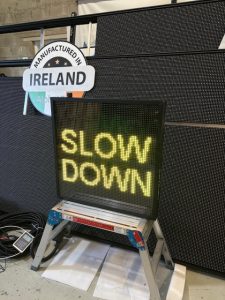 MANUFACTURED IN
IRELAND
SLOW
DOWN